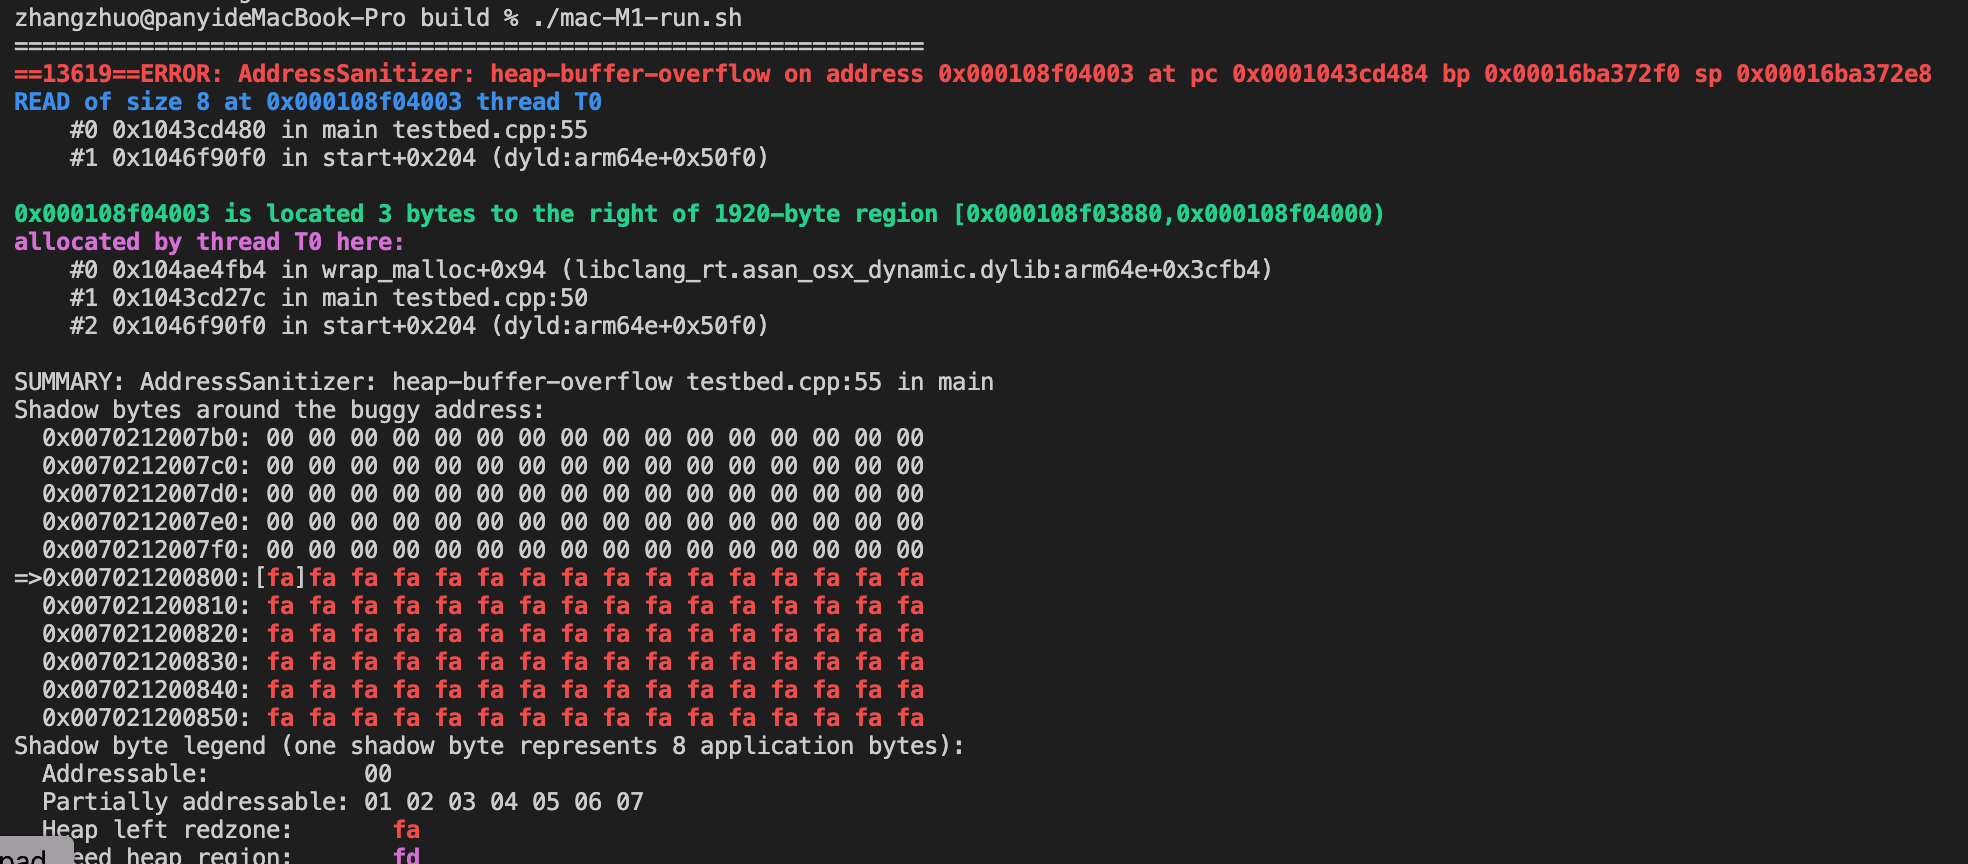 zhangzhuo@panyideMacBook-Pro build % ./mac-M1-run.sh
=================================================================
==13619==ERROR: AddressSanitizer: heap-buffer-overflow on address 0x000108f04003 at pc 0x0001043cd484 bp 0x00016ba372f0 sp 0x00016ba372e8
READ of size 8 at 0x000108f04003 thread T0
    #0 0x1043cd480 in main testbed.cpp:55
    #1 0x1046f90f0 in start+0x204 (dyld:arm64e+0x50f0)
0x000108f04003 is located 3 bytes to the right of 1920-byte region [0x000108f03880,0x000108f04000)
allocated by thread T0 here:
    #0 0x104ae4fb4 in wrap_malloc+0x94 (libclang_rt.asan_osx_dynamic.dylib:arm64e+0x3cfb4)
    #1 0x1043cd27c in main testbed.cpp:50
    #2 0x1046f90f0 in start+0x204 (dyld:arm64e+0x50f0)
SUMMARY: AddressSanitizer: heap-buffer-overflow testbed.cpp:55 in main
Shadow bytes around the buggy address:
  0x0070212007b0: 00 00 00 00 00 00 00 00 00 00 00 00 00 00 00 00
  0x0070212007c0: 00 00 00 00 00 00 00 00 00 00 00 00 00 00 00 00
  0x0070212007d0: 00 00 00 00 00 00 00 00 00 00 00 00 00 00 00 00
  0x0070212007e0: 00 00 00 00 00 00 00 00 00 00 00 00 00 00 00 00
  0x0070212007f0: 00 00 00 00 00 00 00 00 00 00 00 00 00 00 00 00
=>0x007021200800:[fa]fa fa fa fa fa fa fa fa fa fa fa fa fa fa fa
  0x007021200810: fa fa fa fa fa fa fa fa fa fa fa fa fa fa fa fa
  0x007021200820: fa fa fa fa fa fa fa fa fa fa fa fa fa fa fa fa
  0x007021200830: fa fa fa fa fa fa fa fa fa fa fa fa fa fa fa fa
  0x007021200840: fa fa fa fa fa fa fa fa fa fa fa fa fa fa fa fa
  0x007021200850: fa fa fa fa fa fa fa fa fa fa fa fa fa fa fa fa
Shadow byte legend (one shadow byte represents 8 application bytes):
  Addressable:           00
  Partially addressable: 01 02 03 04 05 06 07
  Heap left redzone:       fa
heap region:       fd